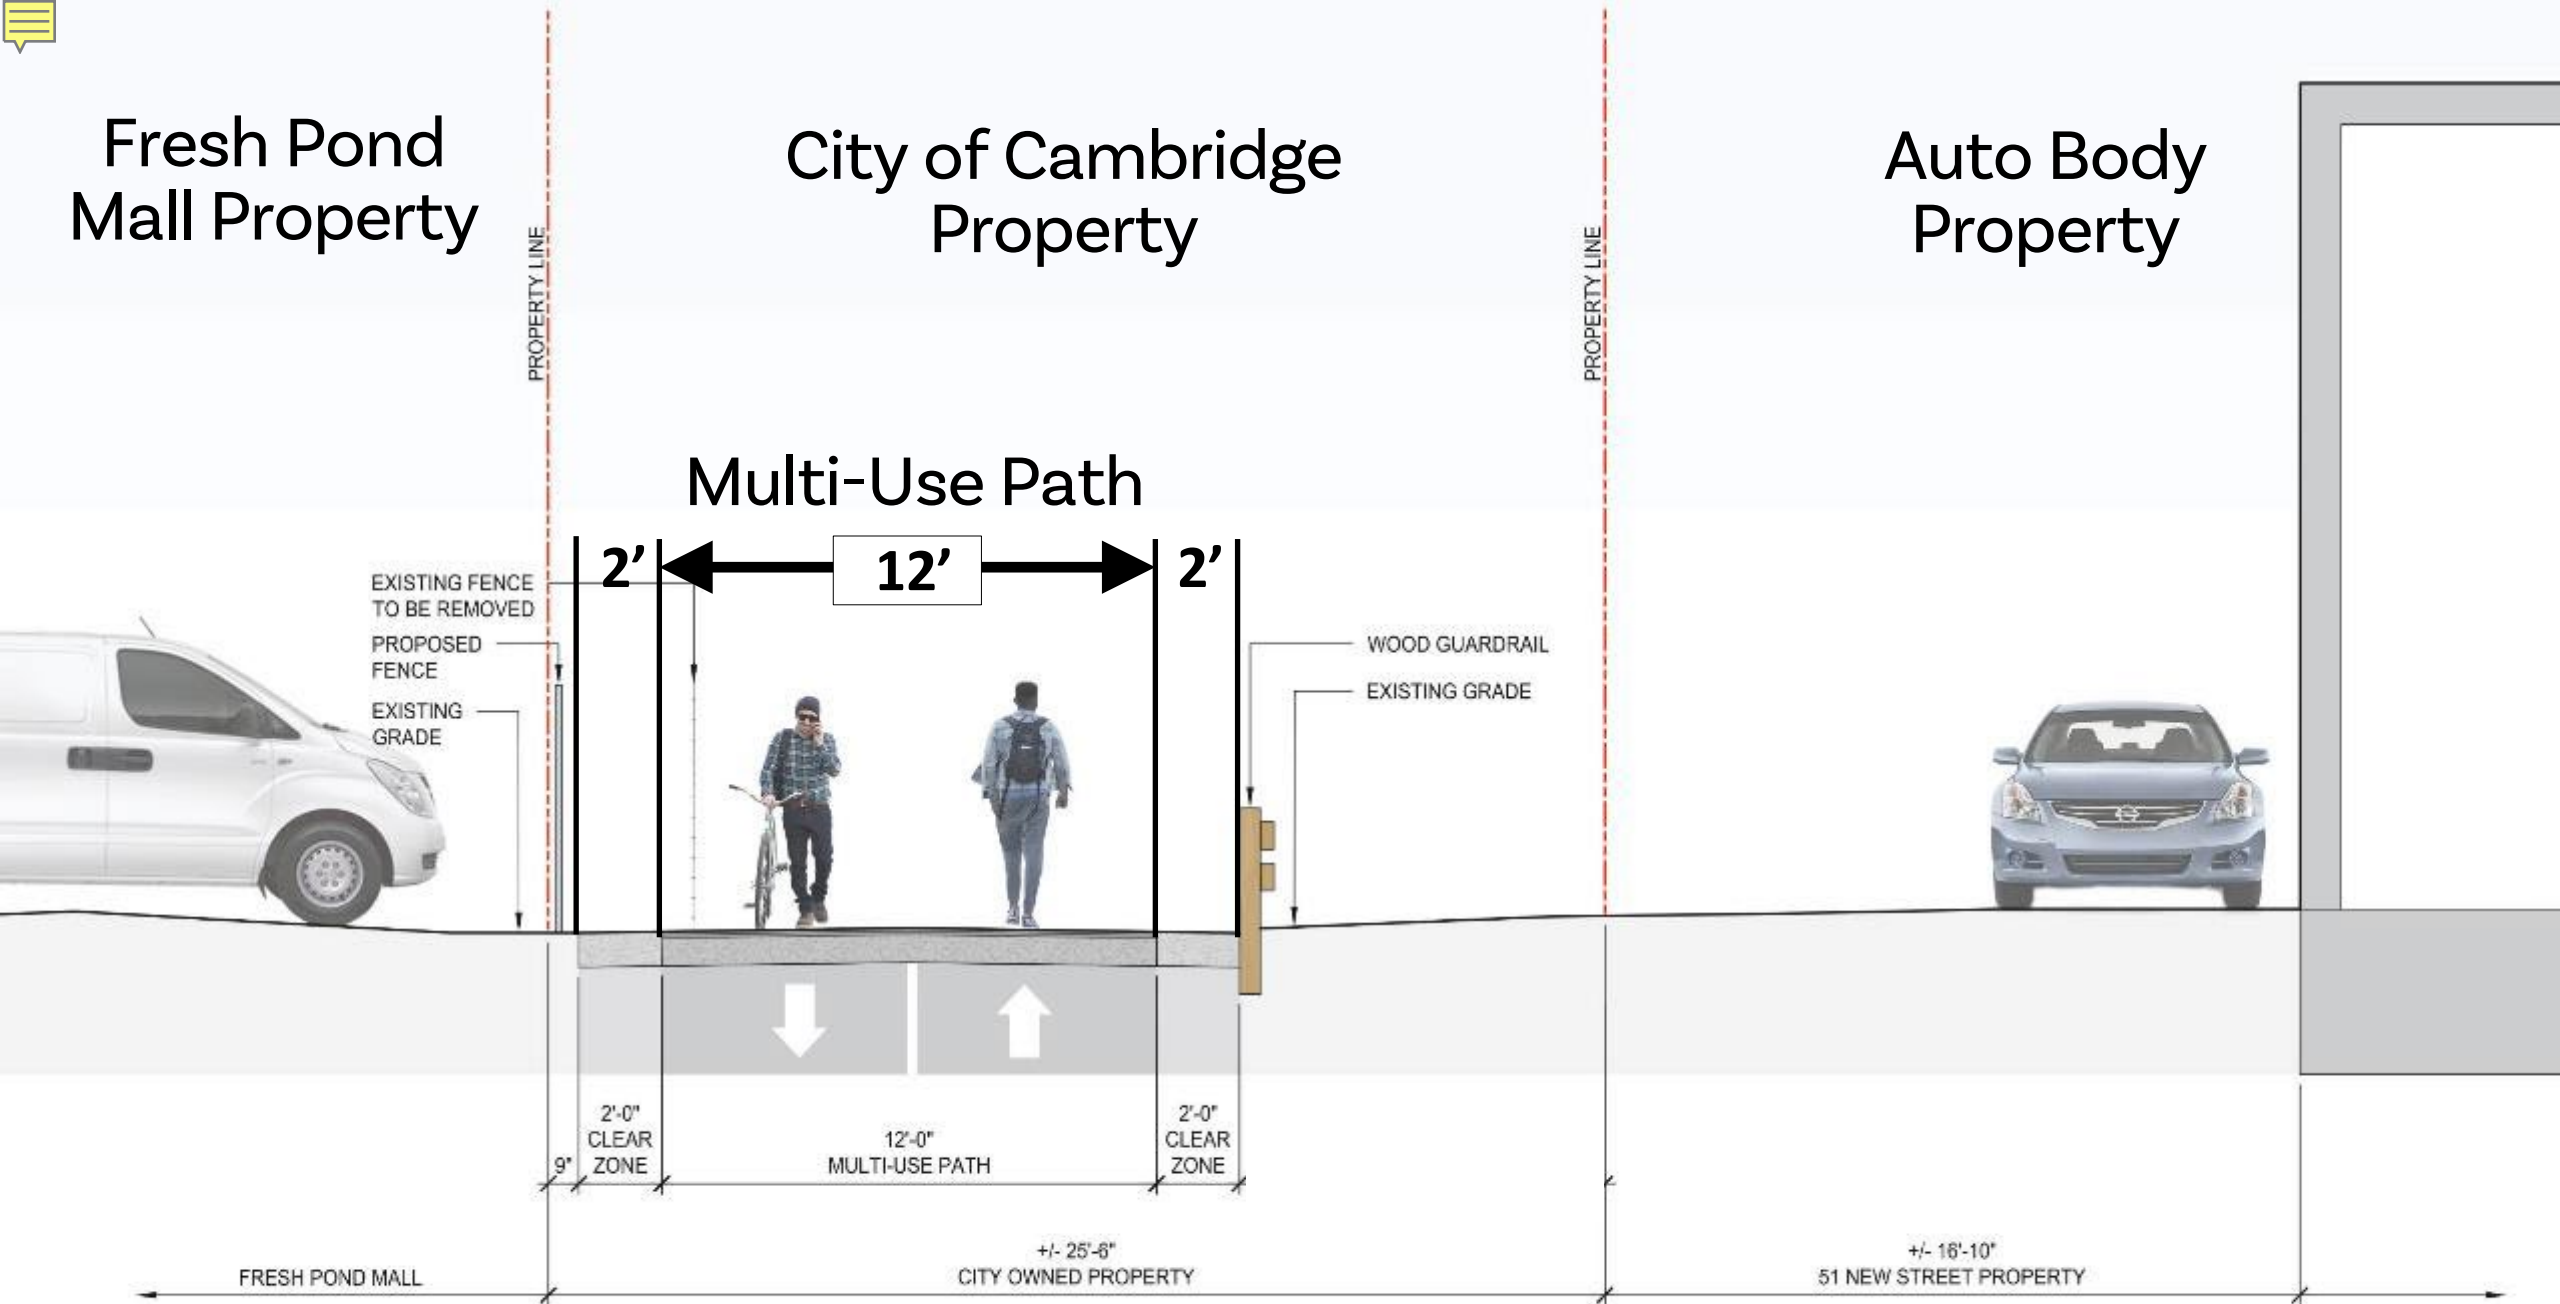 Fresh Pond
Mall Property
City of Cambridge
Property
Auto Body
Property
PROPERTY LINE
PROPERTY LINE
Multi-Use Path
2’
12’
2’
EXISTING FENCE
TO BE REMOVED
PROPOSED
FENCE
EXISTING
GRADE
WOOD GUARDRAIL
EXISTING GRADE
9"
2'-0"
CLEAR
ZONE
12'-0"
MULTI-USE PATH
2'-0"
CLEAR
ZONE
FRESH POND MALL
+/- 25'-6"
CITY OWNED PROPERTY
+/- 16'-10"
51 NEW STREET PROPERTY